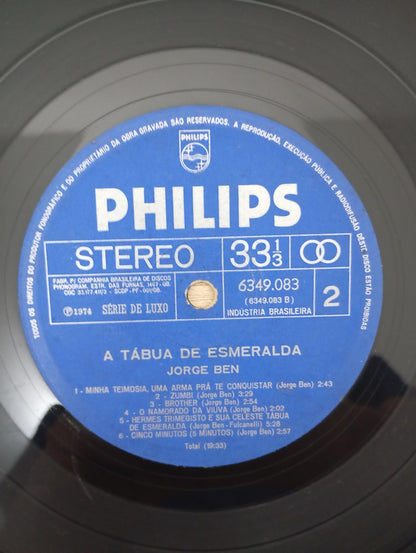 TODOS OS DIREITOS DO PRODUTOR FONOGRÁFICO E DO PROPRIETÁRIO DA OBRA GRAVADA SÃO RESERVADOS. A REPRODUÇÃO, EXECUÇÃO PÚBLICA E RADIODIFUSÃO DESTE DISCO ESTÃO PROIBIDAS
PHILIPS
PHILIPS
STEREO
33 1/3
FABR. P/ COMPANHIA BRASILEIRA DE DISCOS
PHONOGRAM. ESTR. DAS FURNAS,
℗ 1974 SÉRIE DE LUXO
6349.083
(6349.083 B)
INDÚSTRIA BRASILEIRA
2
A TÁBUA DE ESMERALDA
JORGE BEN
1 - MINHA TEIMOSIA, UMA ARMA PRÁ TE CONQUISTAR (Jorge Ben) 2:43
2 - ZUMBI (Jorge Ben) 3:29
3 - BROTHER (Jorge Ben) 2:54
4 - O NAMORADO DA VIÚVA (Jorge Ben) 2:02
5 - HERMES TRIMEGISTO E SUA CELESTE TÁBUA
DE ESMERALDA (Jorge Ben - Fulcanelli) 5:28
6 - CINCO MINUTOS (5 MINUTOS) (Jorge Ben) 2:57
Total (19:33)